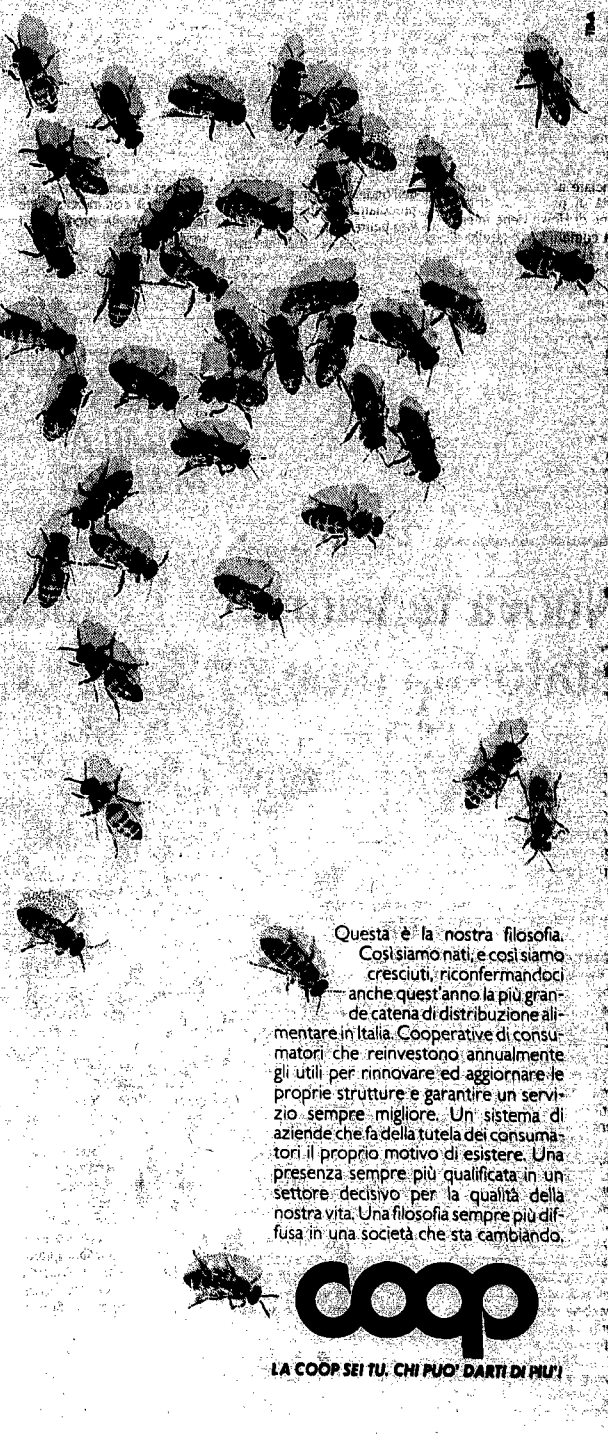 Questa è la nostra filosofia.
Così siamo nati, e così siamo
cresciuti, riconfermandoci
anche quest'anno la più gran-
de catena di distribuzione ali-
mentare in Italia. Cooperative di consu-
matori che reinvestono annualmente
gli utili per rinnovare ed aggiornare le
proprie strutture e garantire un servi-
zio sempre migliore. Un sistema di
aziende che fa della tutela dei consuma-
tori il proprio motivo di esistere. Una
presenza sempre più qualificata in un
settore decisivo per la qualità della
nostra vita. Una filosofia sempre più dif-
fusa in una società che sta cambiando.
coop
LA COOP SEI TU. CHI PUO' DARTI DI PIU'!